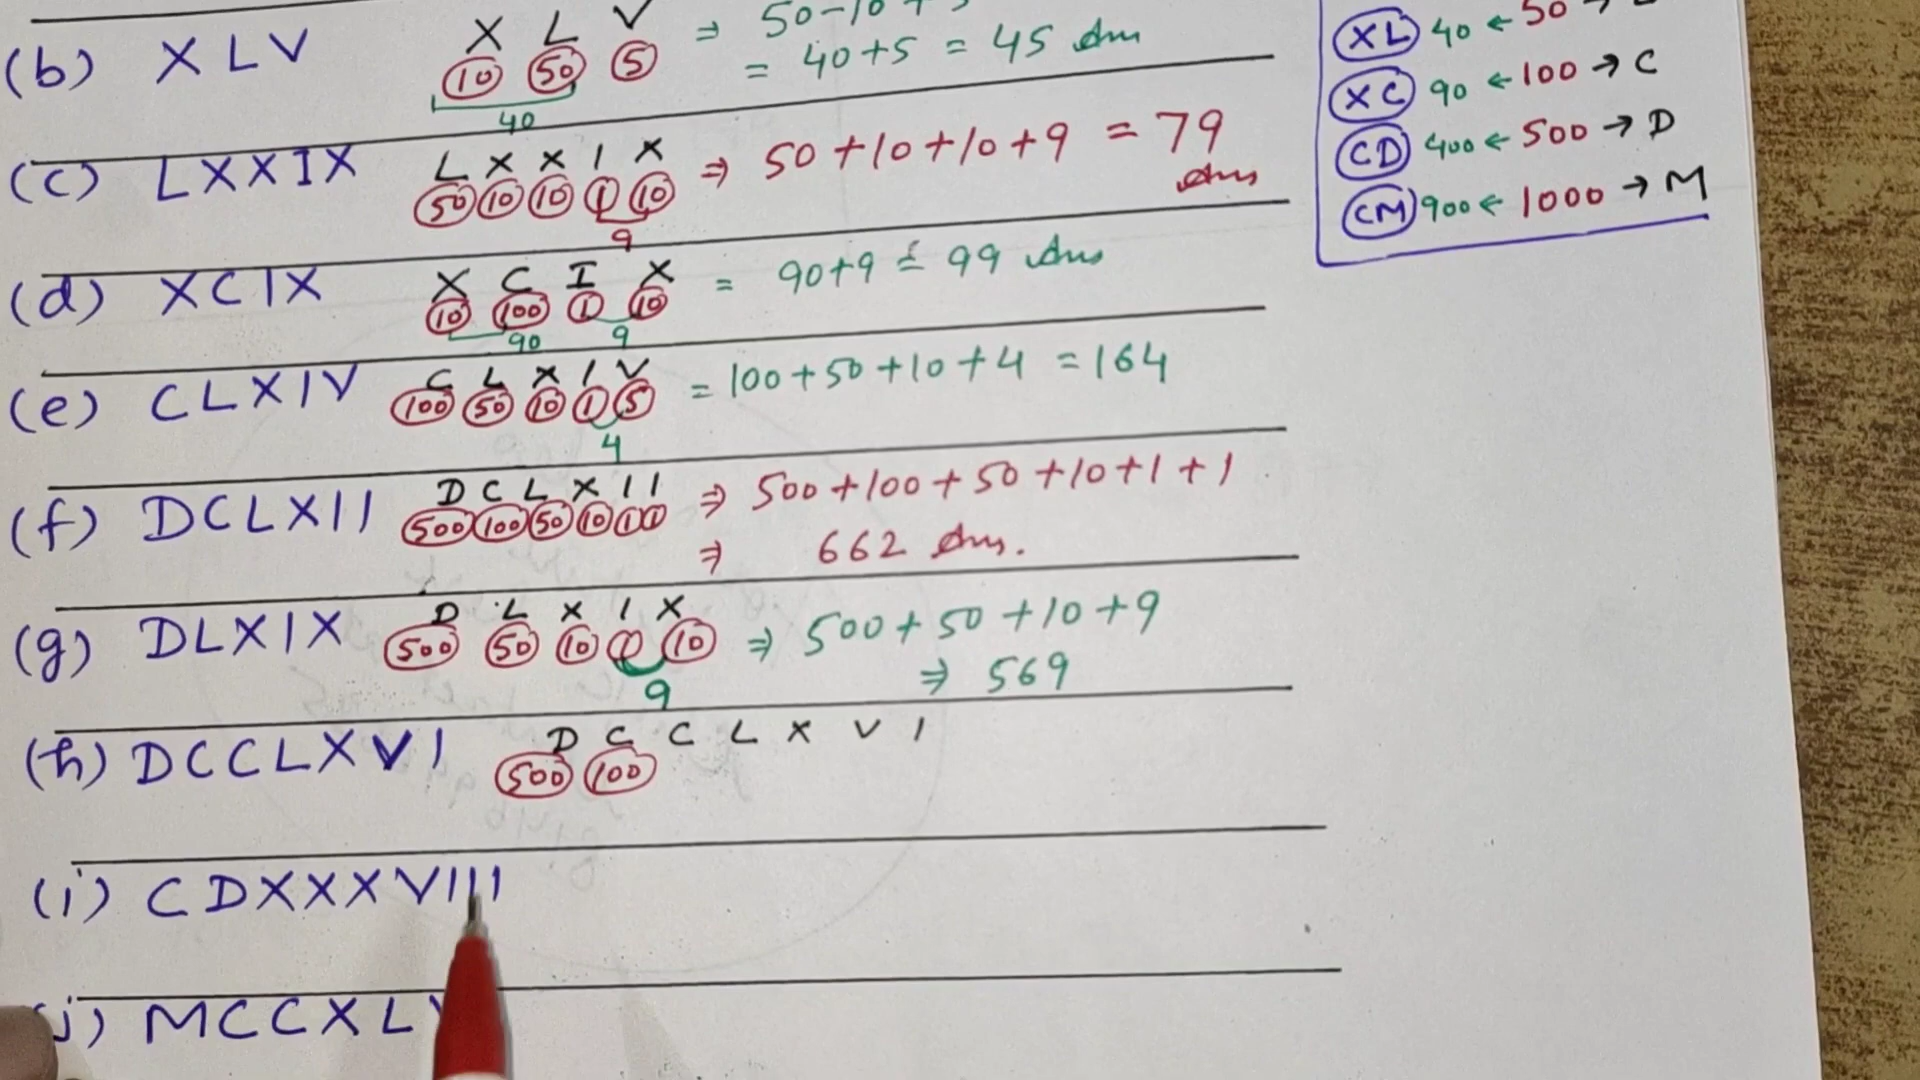 (b) XLV X L V ⇒ 50-10+5
10 50 5 = 40+5 = 45 Ans
40
(c) LXXIX L X X I X ⇒ 50+10+10+9 = 79
50 10 10 1 10 Ans
9
(d) XCIX X C I X = 90+9 = 99 Ans
10 100 1 10
90 9
(e) CLXIV C L X I V = 100+50+10+4 = 164
100 50 10 1 5
4
(f) DCLXII D C L X I I ⇒ 500+100+50+10+1+1
500 100 50 10 1 1 ⇒ 662 Ans.
(g) DLXIX D L X I X ⇒ 500+50+10+9
500 50 10 1 10 ⇒ 569
9
(h) DCCLXVI D C C L X V I
500 100
(i) CDXXXVIII
(j) MCCXL
XL 40 ← 50 →
XC 90 ← 100 → C
CD 400 ← 500 → D
CM 900 ← 1000 → M